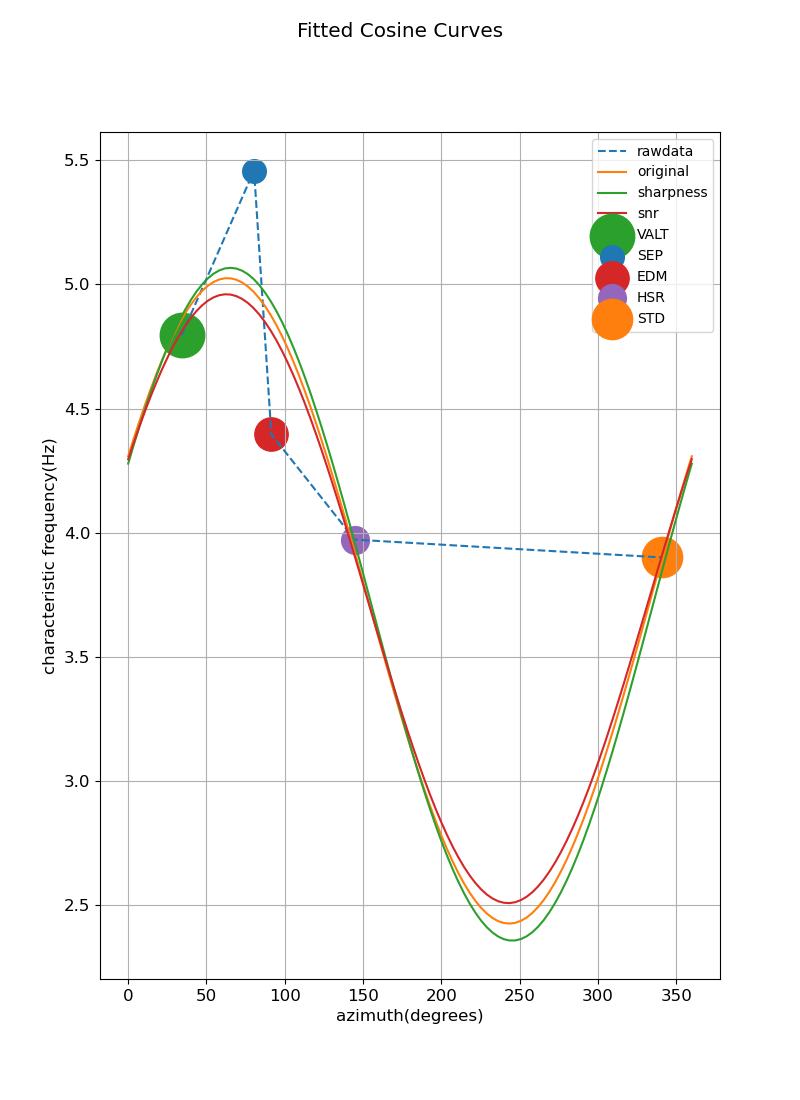 Fitted Cosine Curves
rawdata
original
sharpness
snr
VALT
SEP
EDM
HSR
STD
5.5
5.0
4.5
4.0
3.5
3.0
2.5
characteristic frequency(Hz)
0 50 100 150 200 250 300 350
azimuth(degrees)